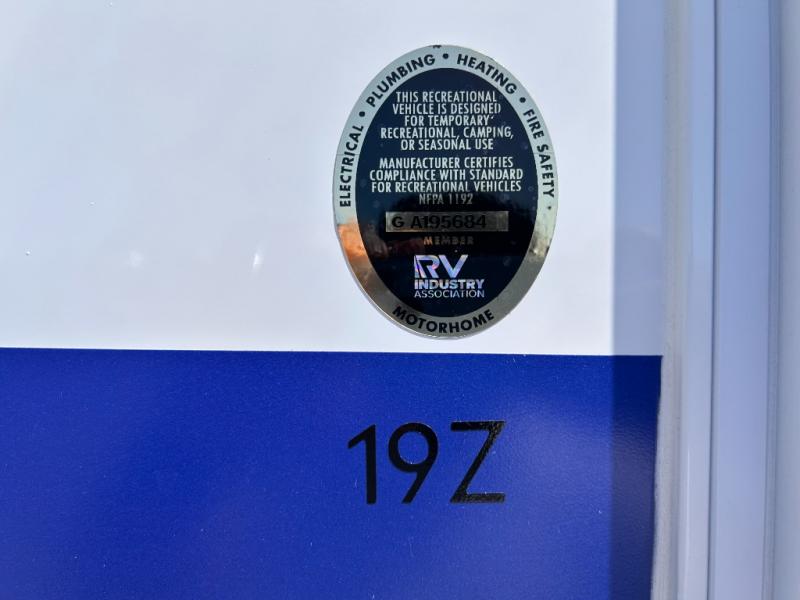 ELECTRICAL • PLUMBING • HEATING • FIRE SAFETY •
THIS RECREATIONAL
VEHICLE IS DESIGNED
FOR TEMPORARY
RECREATIONAL, CAMPING,
OR SEASONAL USE
MANUFACTURER CERTIFIES
COMPLIANCE WITH STANDARD
FOR RECREATIONAL VEHICLES
NFPA 1192
G A195684
MEMBER
RV
INDUSTRY
ASSOCIATION
MOTORHOME
19Z